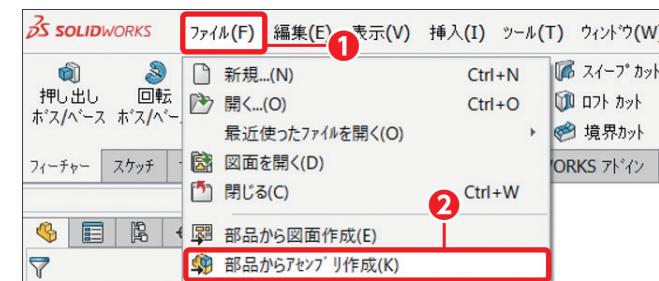 SOLIDWORKS ファイル(F) 編集(E) 表示(V) 挿入(I) ツール(T) ウィンドウ(W
1
押し出し
ボス/ベース
回転
ボス/ベー
新規...(N) Ctrl+N
開く...(O) Ctrl+O
最近使ったファイルを開く(O)
図面を開く(D)
閉じる(C) Ctrl+W
2
部品から図面作成(E)
部品からアセンブリ作成(K)
スイープ カット
ロフト カット
境界カット
フィーチャー スケッチ
WORKS アドイン